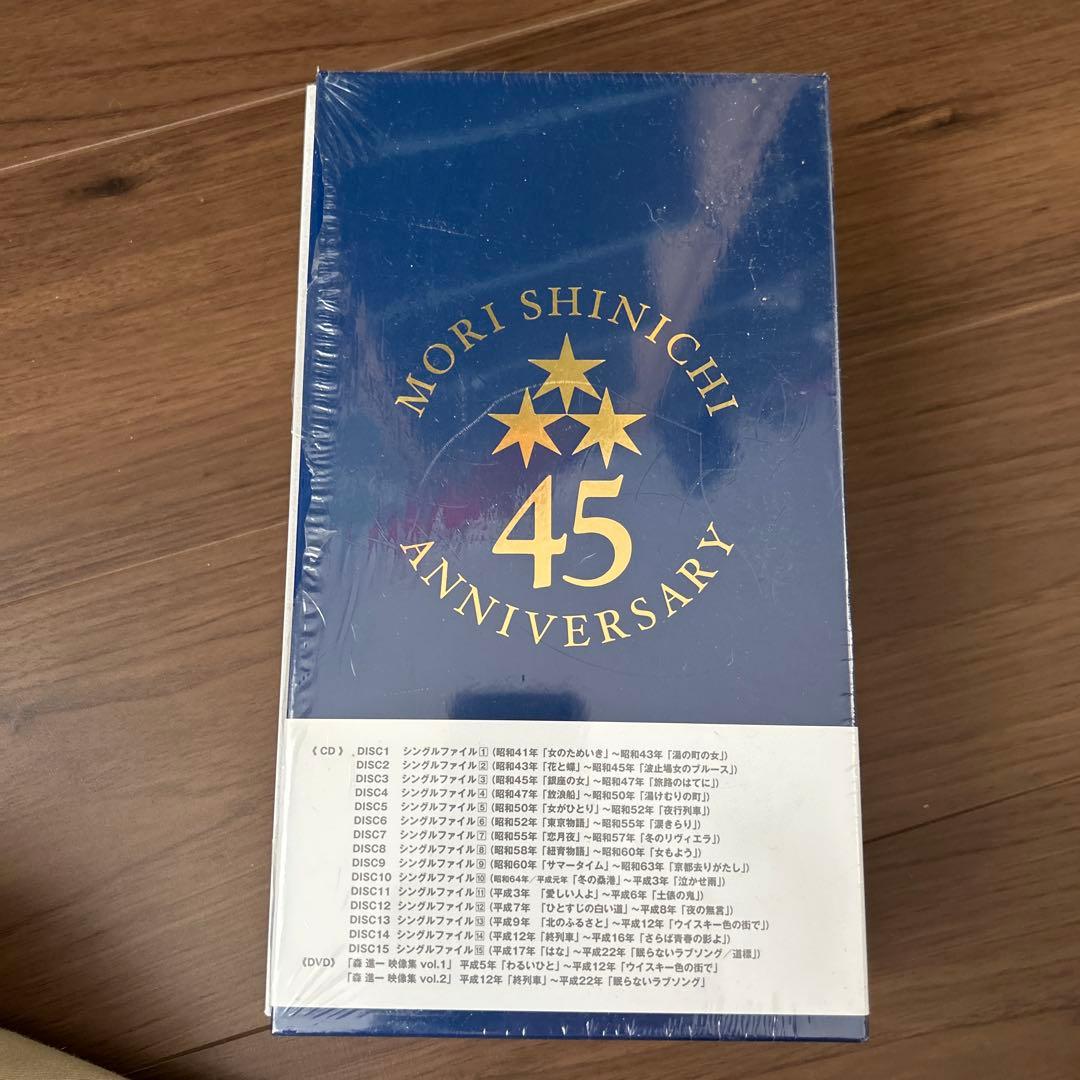 MORI SHINICHI
45
ANNIVERSARY
《CD》 DISC1 シングルファイル1(昭和41年「女のためいき」~昭和43年「湯の町の女」)
DISC2 シングルファイル2(昭和43年「花と蝶」~昭和45年「波止場女のブルース」)
DISC3 シングルファイル3(昭和45年「銀座の女」~昭和47年「旅路のはてに」)
DISC4 シングルファイル4(昭和47年「放浪船」~昭和50年「湯けむりの町」)
DISC5 シングルファイル5(昭和50年「女がひとり」~昭和52年「夜行列車」)
DISC6 シングルファイル6(昭和52年「東京物語」~昭和55年「涙きらり」)
DISC7 シングルファイル7(昭和55年「恋月夜」~昭和57年「冬のリヴィエラ」)
DISC8 シングルファイル8(昭和58年「紐育物語」~昭和60年「女もよう」)
DISC9 シングルファイル9(昭和60年「サマータイム」~昭和63年「京都去りがたし」)
DISC10 シングルファイル10(昭和64年/平成元年「冬の桑港」~平成3年「泣かせ雨」)
DISC11 シングルファイル11(平成3年 「愛しい人よ」~平成6年「土俵の鬼」)
DISC12 シングルファイル12(平成7年 「ひとすじの白い道」~平成8年「夜の無言」)
DISC13 シングルファイル13(平成9年 「北のふるさと」~平成12年「ウイスキー色の街で」)
DISC14 シングルファイル14(平成12年「終列車」~平成16年「さらば青春の影よ」)
DISC15 シングルファイル15(平成17年「はな」~平成22年「眠らないラブソング/道標」)
《DVD》「森 進一 映像集 vol.1」 平成5年「わるいひと」~平成12年「ウイスキー色の街で」
「森 進一 映像集 vol.2」 平成12年「終列車」~平成22年「眠らないラブソング」